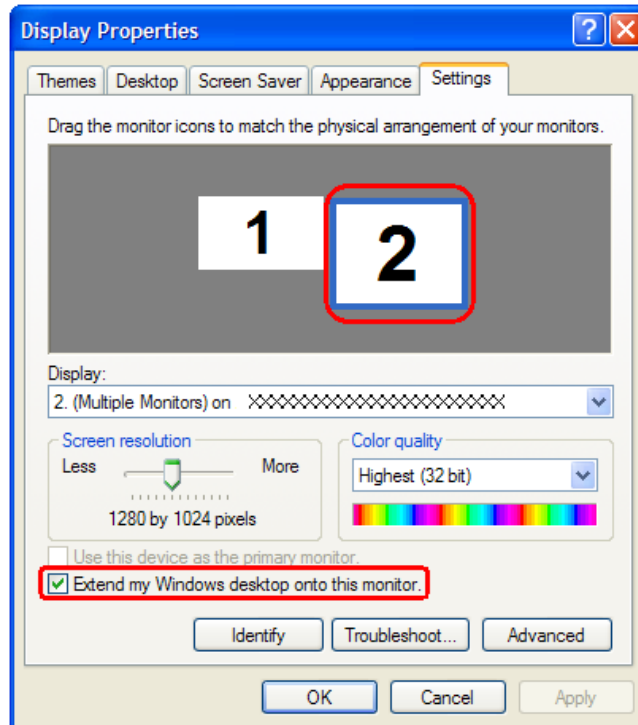 Display Properties
Themes Desktop Screen Saver Appearance Settings
Drag the monitor icons to match the physical arrangement of your monitors.
1 2
Display:
2. (Multiple Monitors) on
Screen resolution
Less More
1280 by 1024 pixels
Color quality
Highest (32 bit)
Use this device as the primary monitor.
Extend my Windows desktop onto this monitor.
Identify Troubleshoot... Advanced
OK Cancel Apply